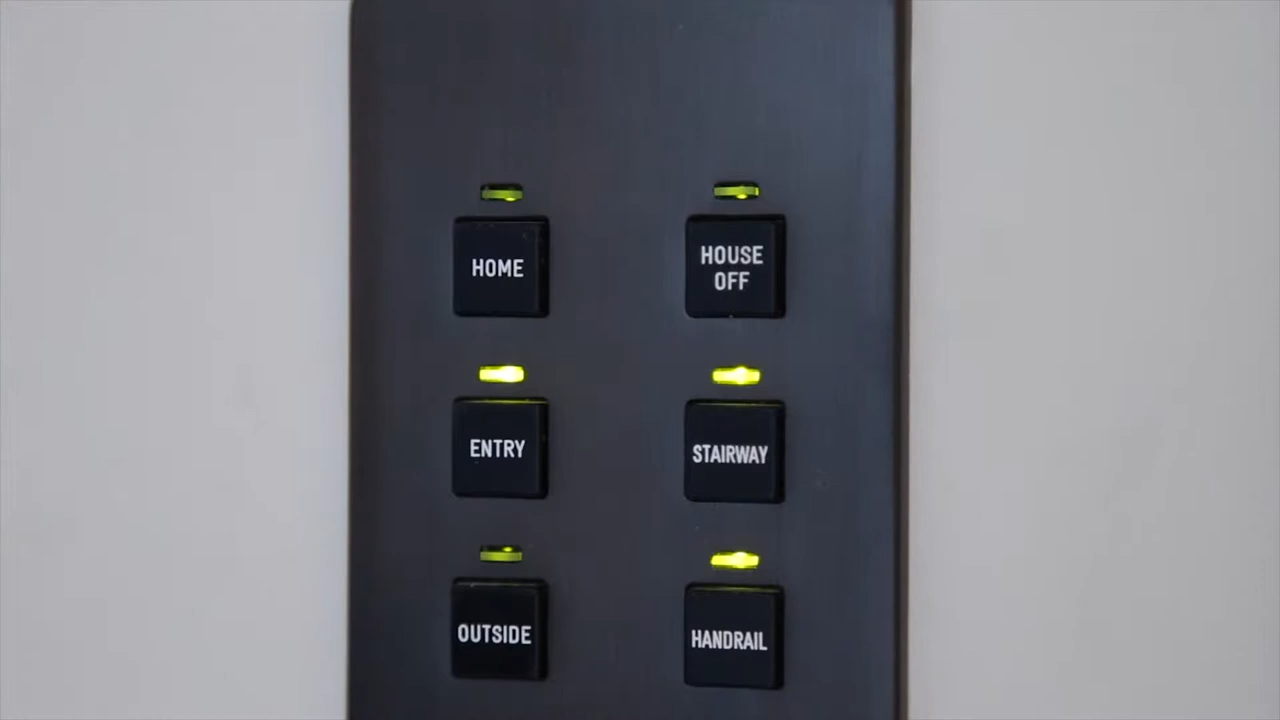 HOME
HOUSE
OFF
ENTRY
STAIRWAY
OUTSIDE
HANDRAIL